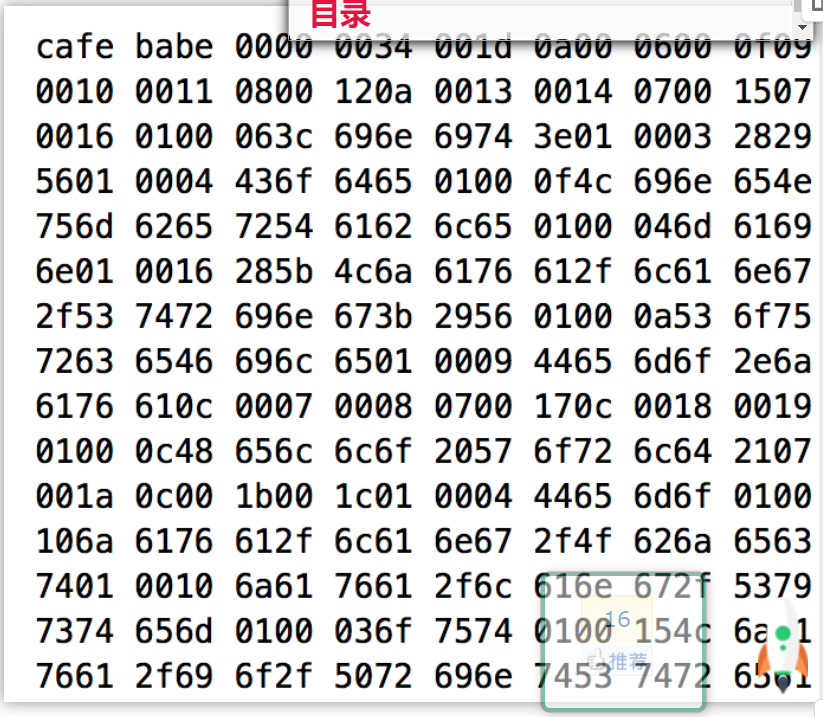 目录
cafe babe 0000 0034 001d 0a00 0600 0f09
0010 0011 0800 120a 0013 0014 0700 1507
0016 0100 063c 696e 6974 3e01 0003 2829
5601 0004 436f 6465 0100 0f4c 696e 654e
756d 6265 7254 6162 6c65 0100 046d 6169
6e01 0016 285b 4c6a 6176 612f 6c61 6e67
2f53 7472 696e 673b 2956 0100 0a53 6f75
7263 6546 696c 6501 0009 4465 6d6f 2e6a
6176 610c 0007 0008 0700 170c 0018 0019
0100 0c48 656c 6c6f 2057 6f72 6c64 2107
001a 0c00 1b00 1c01 0004 4465 6d6f 0100
106a 6176 612f 6c61 6e67 2f4f 626a 6563
7401 0010 6a61 7661 2f6c 616e 672f 5379
7374 656d 0100 036f 7574 0100 154c
7661 2f69 6f2f 5072 696e 7453 7472
16
推荐